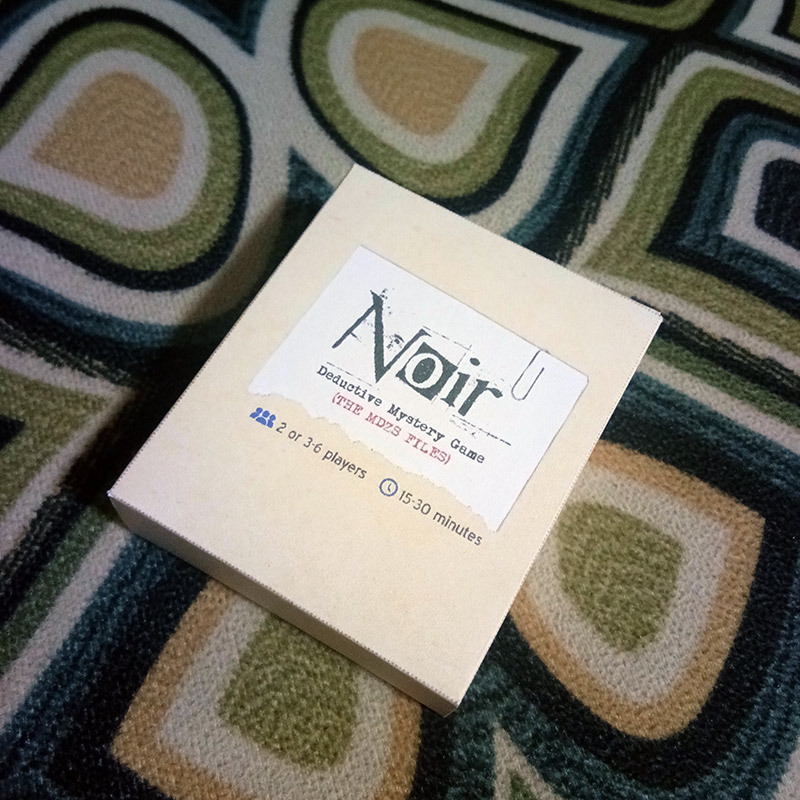 Noir
Deductive Mystery Game
(THE MDZS FILES)
2 or 3-6 players
15-30 minutes